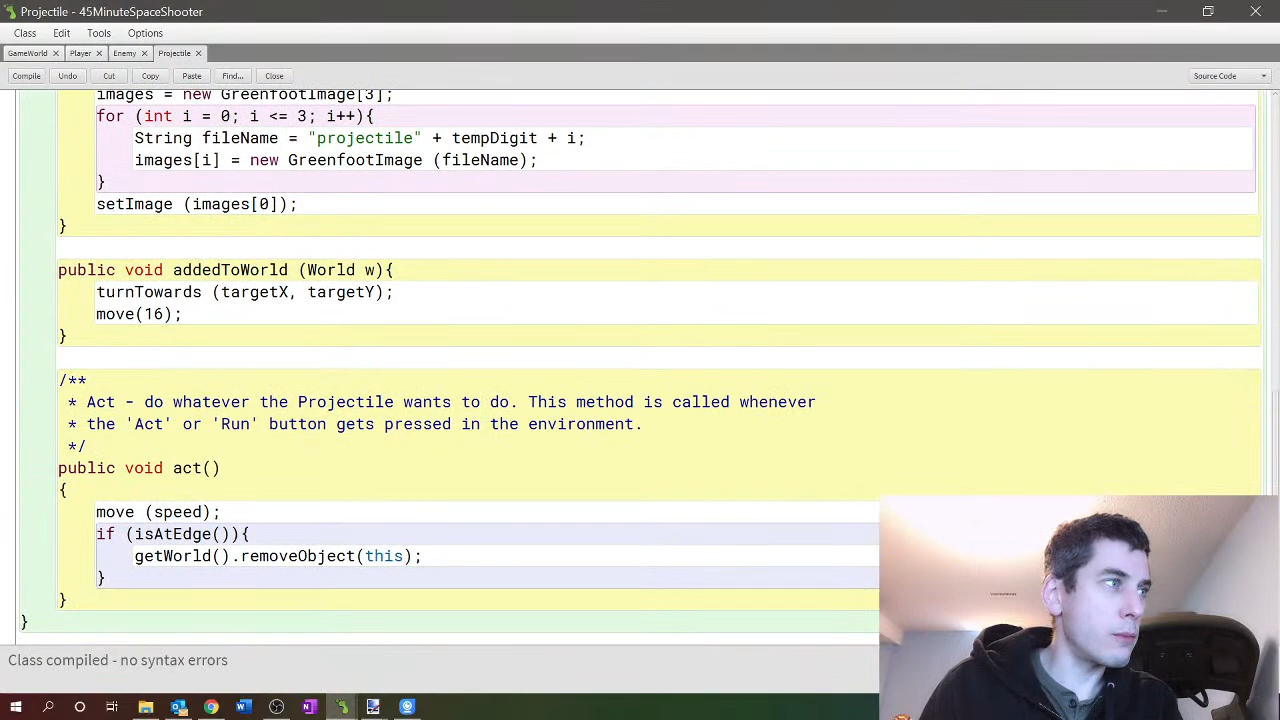 Projectile - 45MinuteSpaceShooter
Class Edit Tools Options
GameWorld × Player × Enemy × Projectile ×
Compile Undo Cut Copy Paste Find... Close Source Code
images = new GreenfootImage[3];
for (int i = 0; i <= 3; i++){
String fileName = "projectile" + tempDigit + i;
images[i] = new GreenfootImage (fileName);
}
setImage (images[0]);
}
public void addedToWorld (World w){
turnTowards (targetX, targetY);
move(16);
}
/**
* Act - do whatever the Projectile wants to do. This method is called whenever
* the 'Act' or 'Run' button gets pressed in the environment.
*/
public void act()
{
move (speed);
if (isAtEdge()){
getWorld().removeObject(this);
}
}
}
Class compiled - no syntax errors